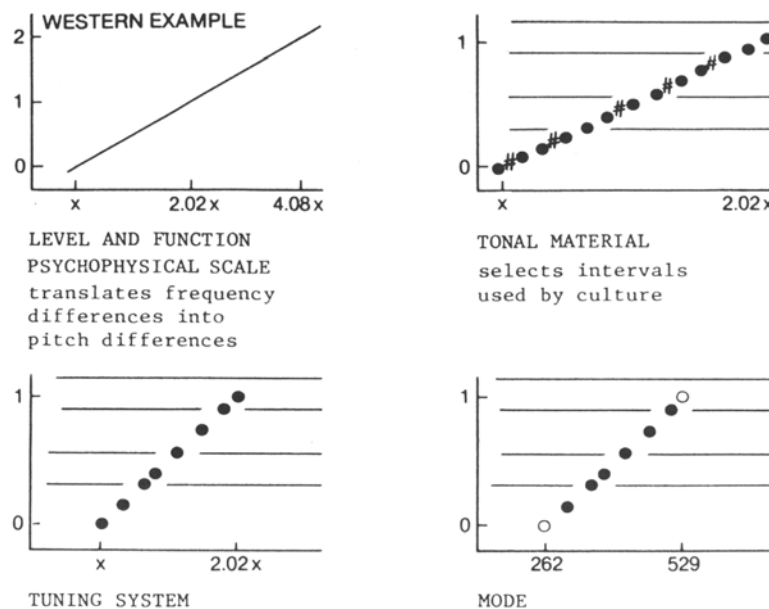 WESTERN EXAMPLE
2
1
0
x
2.02x
4.08x
LEVEL AND FUNCTION
PSYCHOPHYSICAL SCALE
translates frequency
differences into
pitch differences
1
0
#
#
#
#
#
x
2.02x
TONAL MATERIAL
selects intervals
used by culture
1
0
x
2.02x
TUNING SYSTEM
1
0
262
529
MODE